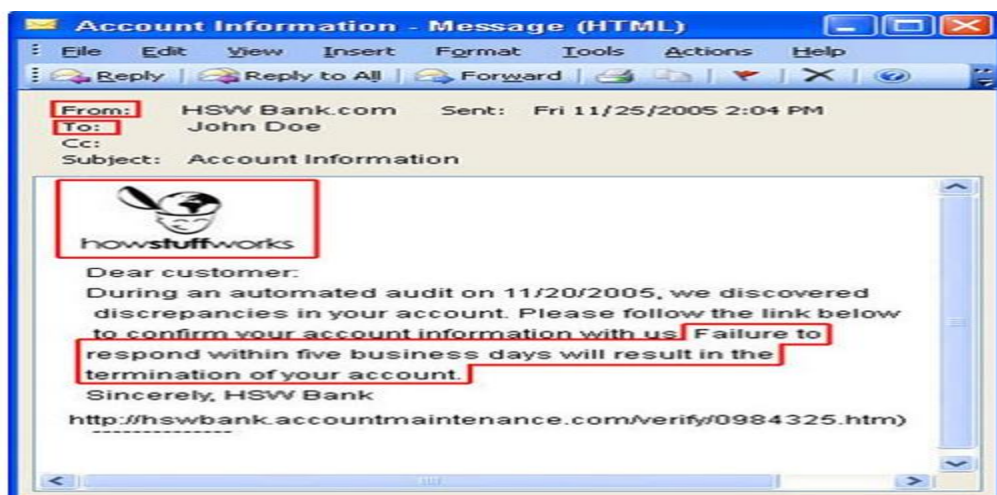 Account Information - Message (HTML)
File Edit View Insert Format Tools Actions Help
Reply Reply to All Forward
From: HSW Bank.com Sent: Fri 11/25/2005 2:04 PM
To: John Doe
Cc:
Subject: Account Information
howstuffworks
Dear customer:
During an automated audit on 11/20/2005, we discovered
discrepancies in your account. Please follow the link below
to confirm your account information with us. Failure to
respond within five business days will result in the
termination of your account.
Sincerely, HSW Bank
http://hswbank.accountmaintenance.com/verify/0984325.htm)